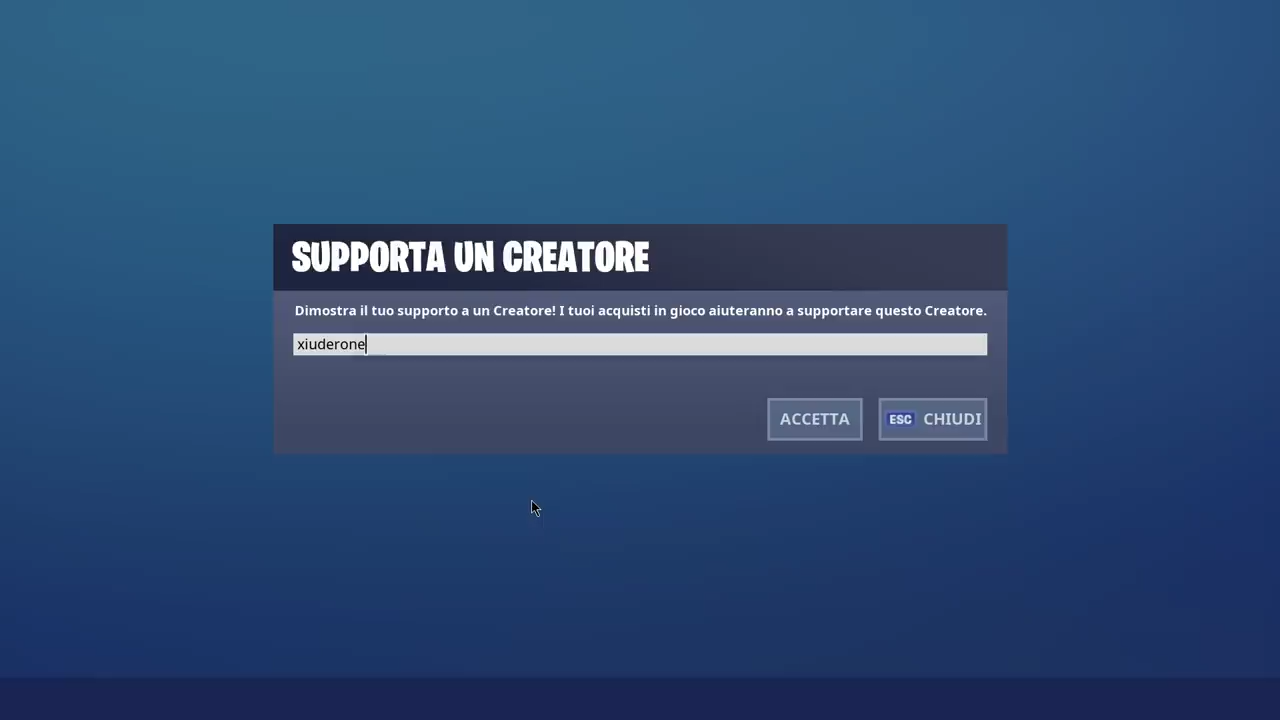 SUPPORTA UN CREATORE
Dimostra il tuo supporto a un Creatore! I tuoi acquisti in gioco aiuteranno a supportare questo Creatore.
xiuderone
ACCETTA
ESC CHIUDI